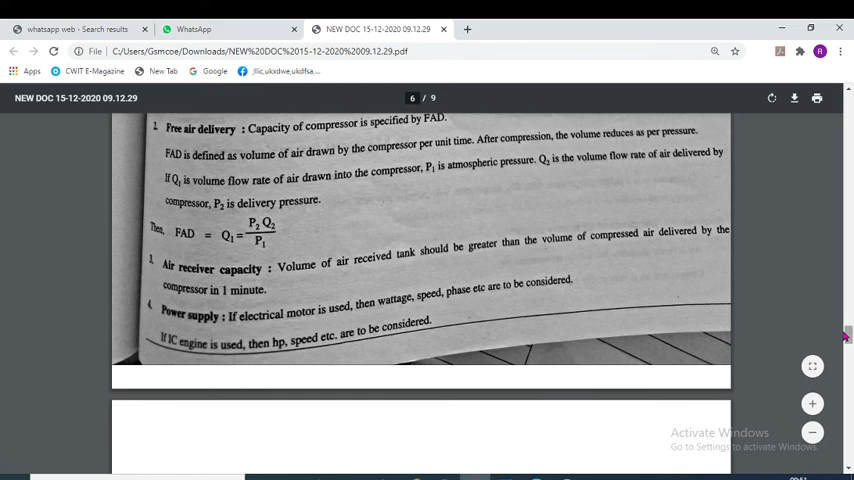 whatsapp web - Search results
WhatsApp
NEW DOC 15-12-2020 09.12.29
File
C:/Users/Gsmcoe/Downloads/NEW%20DOC%2015-12-2020%2009.12.29.pdf
Apps
CWIT E-Magazine
New Tab
Google
;llic,ukxdwe,ukdfsa,...
NEW DOC 15-12-2020 09.12.29
6 / 9
2. Free air delivery : Capacity of compressor is specified by FAD.
FAD is defined as volume of air drawn by the compressor per unit time. After compression, the volume reduces as per pressure.
If Q₁ is volume flow rate of air drawn into the compressor, P₁ is atmospheric pressure. Q₂ is the volume flow rate of air delivered by
compressor, P₂ is delivery pressure.
Then, FAD = Q₁ = P₂ Q₂ / P₁
3. Air receiver capacity : Volume of air received tank should be greater than the volume of compressed air delivered by the
compressor in 1 minute.
4. Power supply : If electrical motor is used, then wattage, speed, phase etc are to be considered.
If IC engine is used, then hp, speed etc. are to be considered.
Activate Windows
Go to Settings to activate Windows.